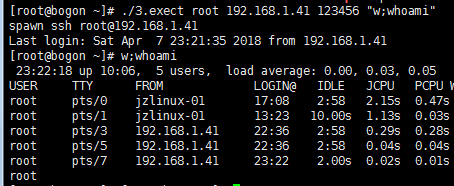 [root@bogon ~]# ./3.exect root 192.168.1.41 123456 "w;whoami"
spawn ssh root@192.168.1.41
Last login: Sat Apr  7 23:21:35 2018 from 192.168.1.41
[root@bogon ~]# w;whoami
 23:22:18 up 10:06,  5 users,  load average: 0.00, 0.03, 0.05
USER     TTY      FROM             LOGIN@   IDLE   JCPU   PCPU W
root     pts/0    jzlinux-01       17:08    2:58   2.15s  0.47s
root     pts/1    jzlinux-01       13:23   10.00s  1.13s  0.03s
root     pts/3    192.168.1.41     22:36    2:58   0.29s  0.28s
root     pts/5    192.168.1.41     22:36    2:58   0.04s  0.04s
root     pts/7    192.168.1.41     23:22    2.00s  0.02s  0.01s
root